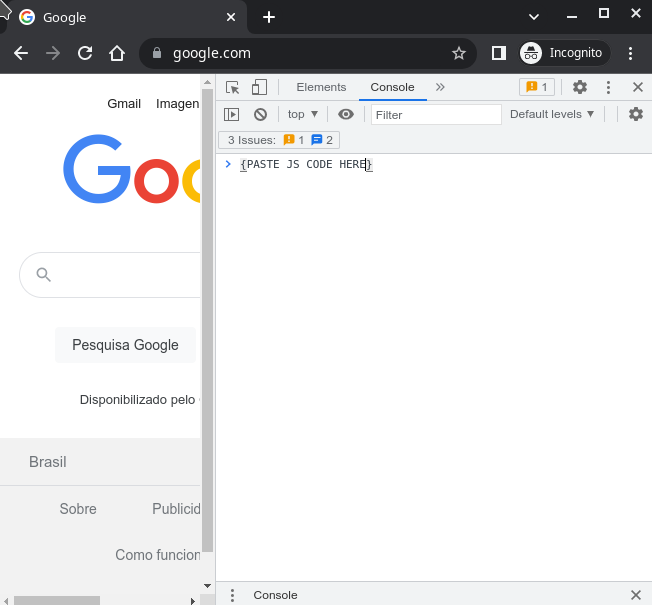 Google
google.com
Incognito
Gmail Imagen
Goo
Pesquisa Google
Disponibilizado pelo
Brasil
Sobre Publicid
Como funcion
Elements Console » 1
top Filter Default levels
3 Issues: 1 2
> {PASTE JS CODE HERE}
Console